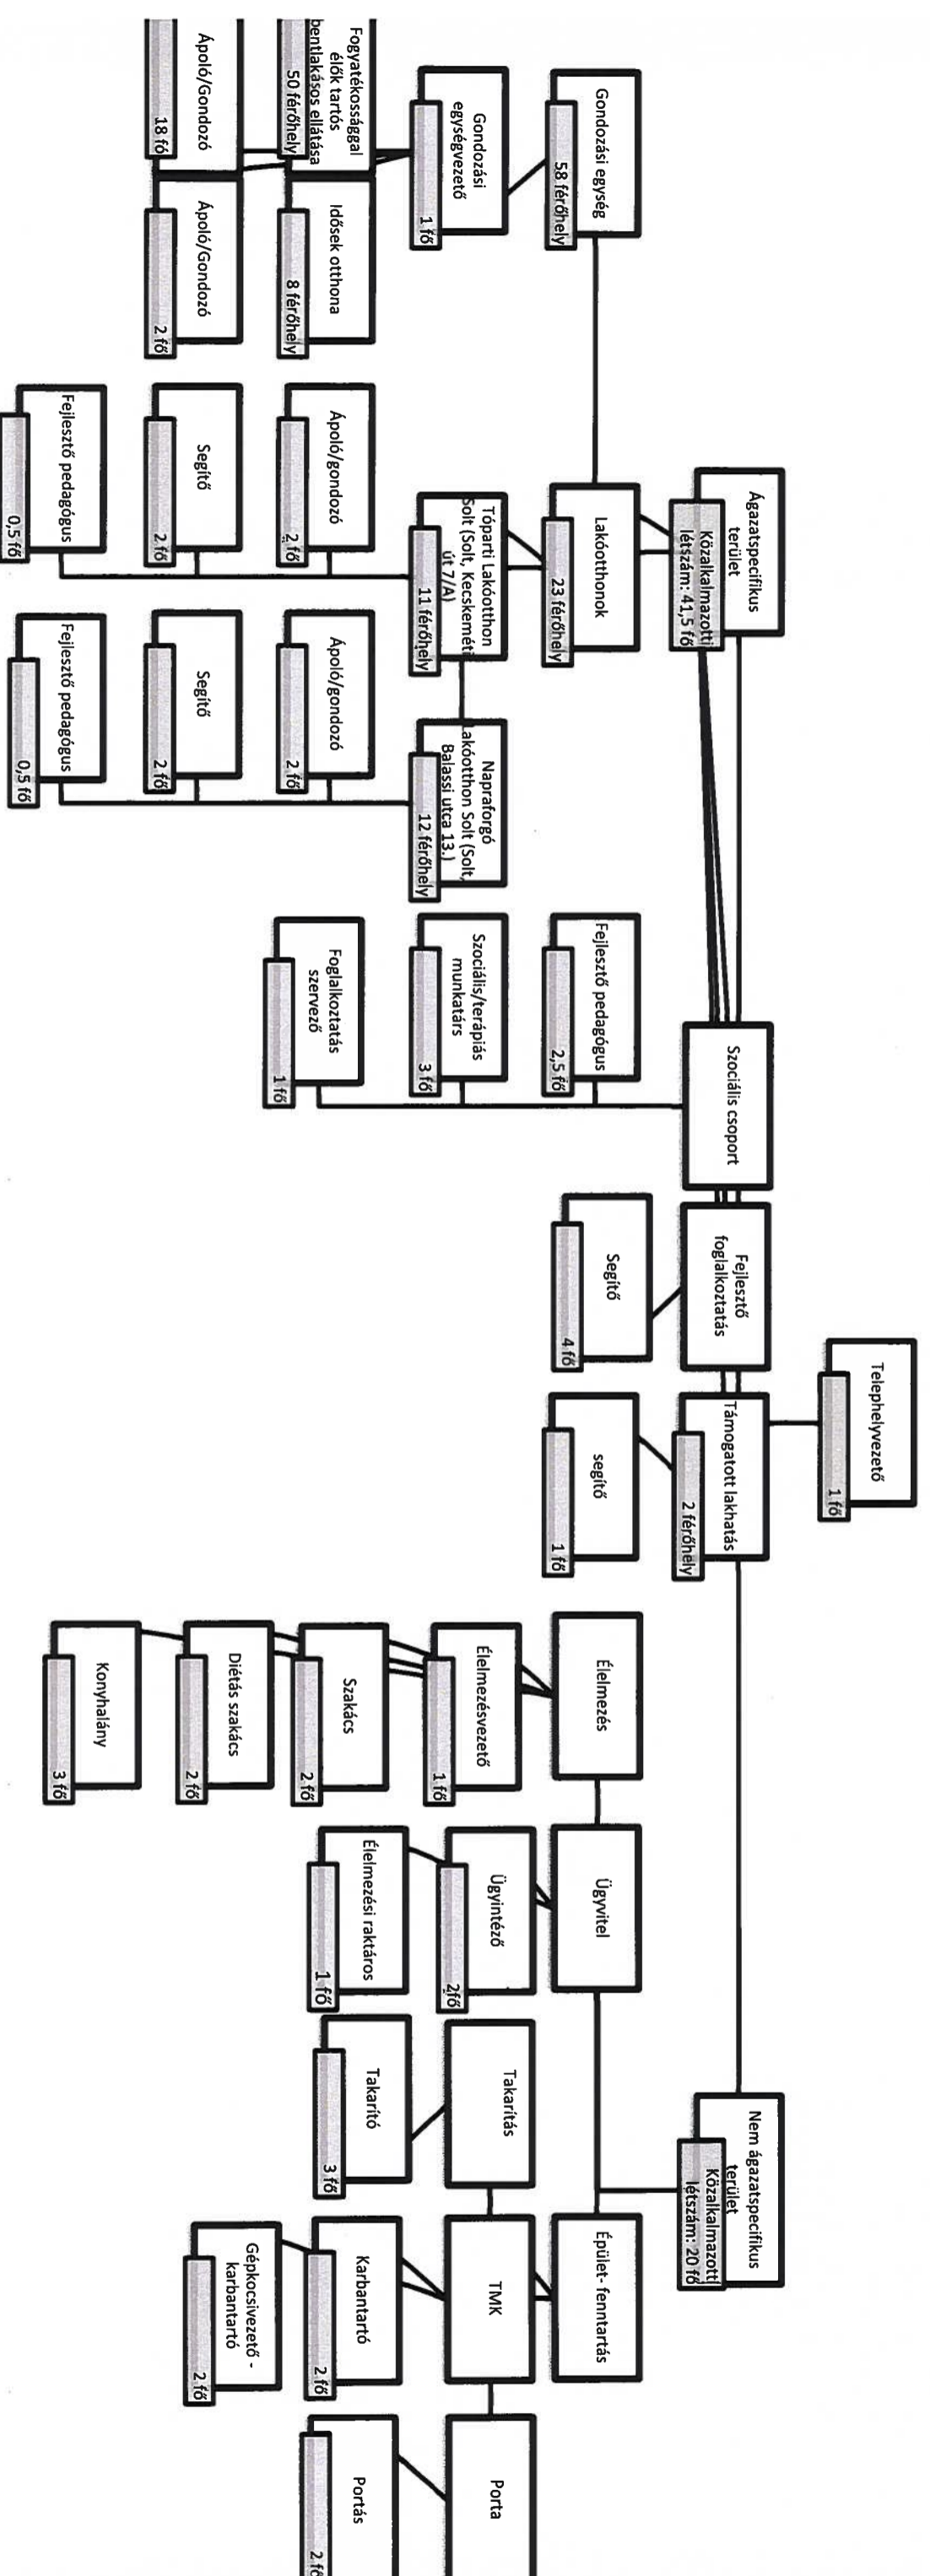 Telephelyvezető
1 fő
Ágazatspecifikus
terület
Közalkalmazotti
létszám: 41,5 fő
Szociális csoport
Fejlesztő
foglalkoztatás
Támogatott lakhatás
2 férőhely
Nem ágazatspecifikus
terület
Közalkalmazotti
létszám: 20 fő
Gondozási egység
58 férőhely
Lakóotthonok
23 férőhely
Fejlesztő pedagógus
2,5 fő
Segítő
4 fő
segítő
1 fő
Élelmezés
Ügyvitel
Épület- fenntartás
Gondozási
egységvezető
1 fő
Tóparti Lakóotthon
Solt (Solt, Kecskeméti
út 7/A)
11 férőhely
Napraforgó
Lakóotthon Solt (Solt,
Balassi utca 13.)
12 férőhely
Szociális/terápiás
munkatárs
3 fő
Élelmezésvezető
1 fő
Ügyintéző
2fő
Takarítás
TMK
Porta
Fogyatékossággal
élők tartós
bentlakásos ellátása
50 férőhely
Idősek otthona
8 férőhely
Ápoló/gondozó
2 fő
Ápoló/gondozó
2 fő
Foglalkoztatás
szervező
1 fő
Szakács
2 fő
Élelmezési raktáros
1 fő
Takarító
3 fő
Karbantartó
2 fő
Portás
2 fő
Ápoló/Gondozó
18 fő
Ápoló/Gondozó
2 fő
Segítő
2 fő
Segítő
2 fő
Diétás szakács
2 fő
Gépkocsivezető -
karbantartó
2 fő
Fejlesztő pedagógus
0,5 fő
Fejlesztő pedagógus
0,5 fő
Konyhalány
3 fő